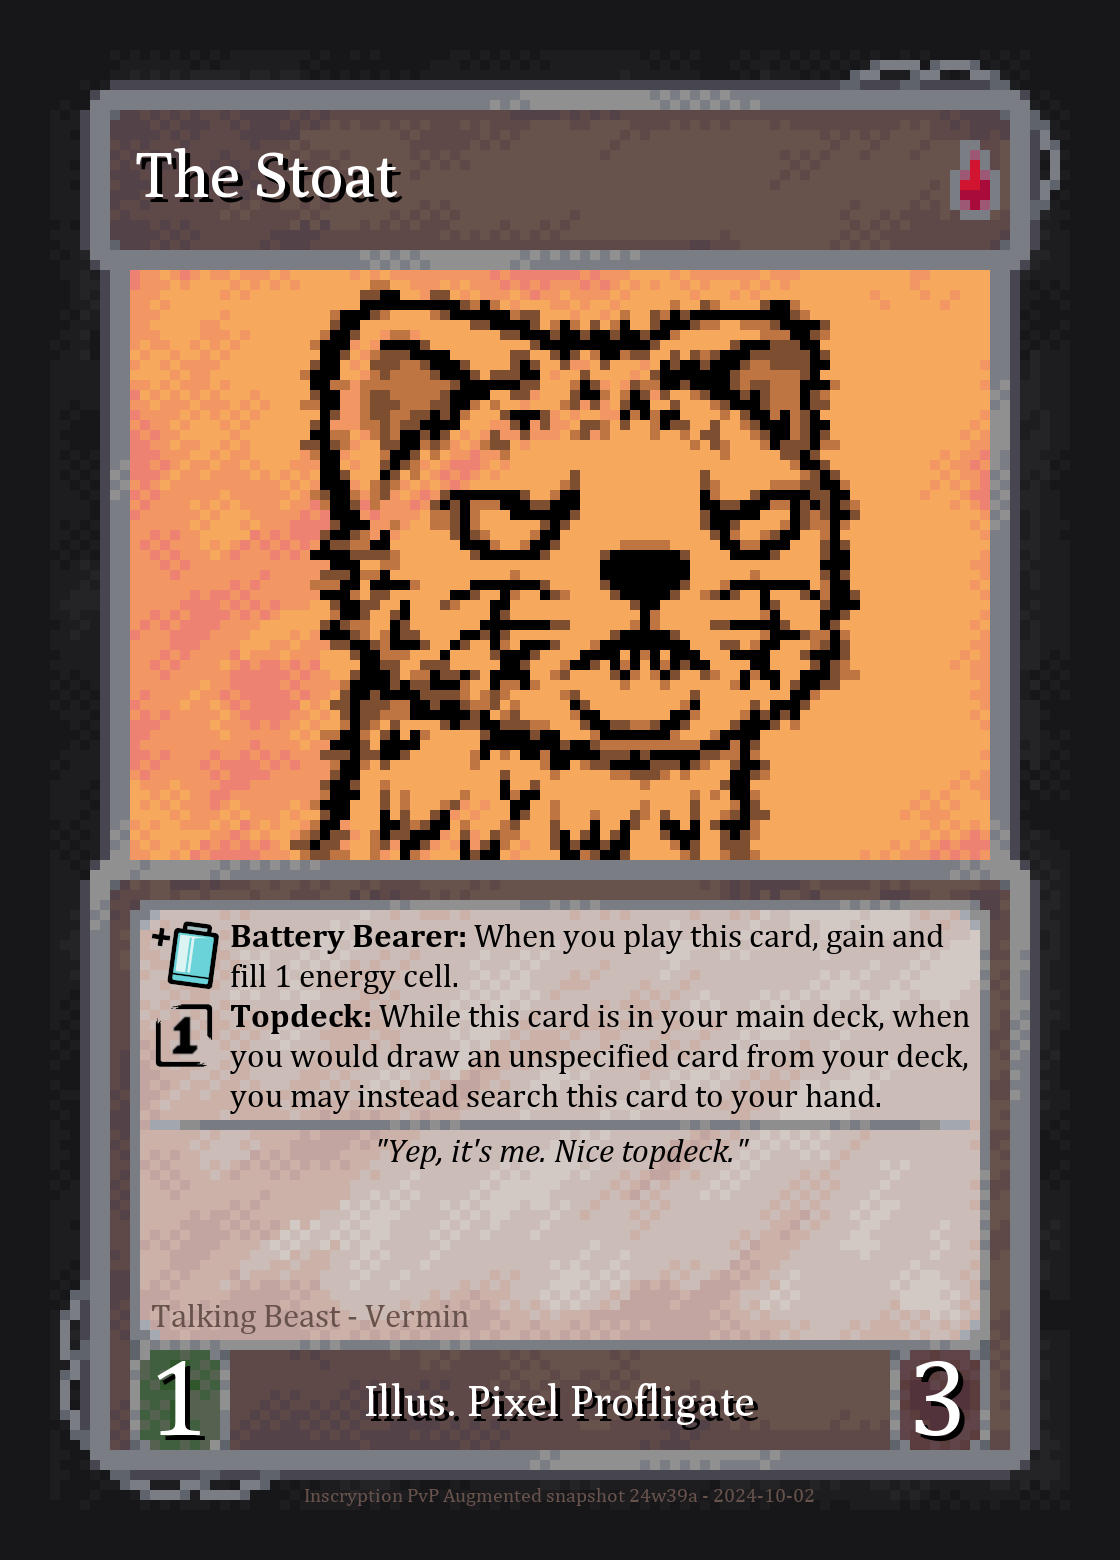 The Stoat
Battery Bearer: When you play this card, gain and
fill 1 energy cell.
1
Topdeck: While this card is in your main deck, when
you would draw an unspecified card from your deck,
you may instead search this card to your hand.
"Yep, it's me. Nice topdeck."
Talking Beast - Vermin
1
Illus. Pixel Profligate
3
Inscryption PvP Augmented snapshot 24w39a - 2024-10-02